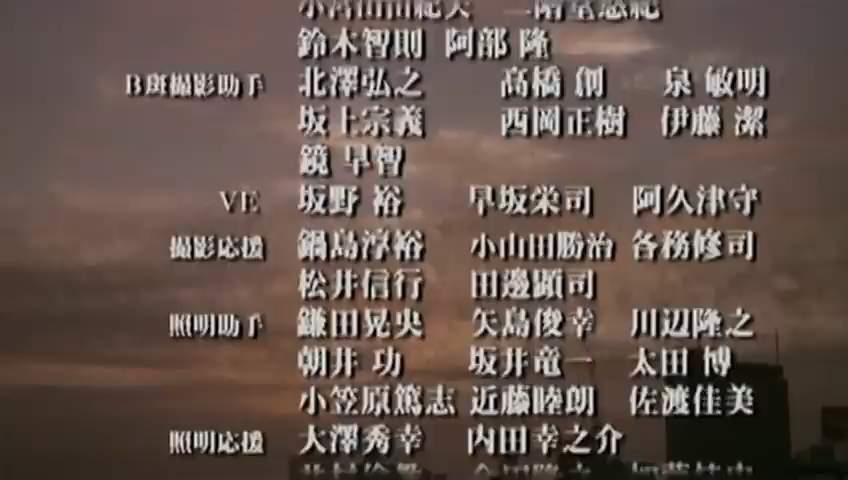 鈴木智則 阿部 隆
B班撮影助手 北澤弘之 高橋 創 泉 敏明
坂上宗義 西岡正樹 伊藤 潔
鏡 早智
VE 坂野 裕 早坂栄司 阿久津守
撮影応援 鍋島淳裕 小山田勝治 各務修司
松井信行 田邊顕司
照明助手 鎌田晃央 矢島俊幸 川辺隆之
朝井 功 坂井竜一 太田 博
小笠原篤志 近藤睦朗 佐渡佳美
照明応援 大澤秀幸 内田幸之介